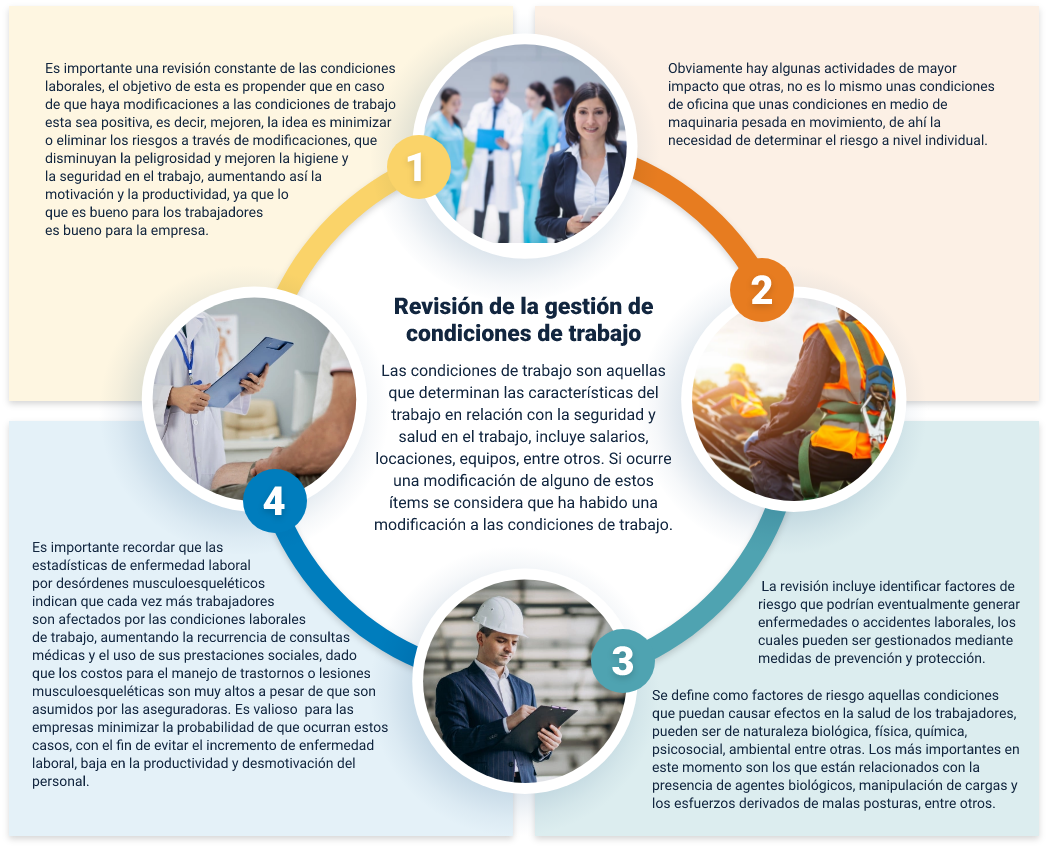 Es importante una revisión constante de las condiciones
laborales, el objetivo de esta es propender que en caso
de que haya modificaciones a las condiciones de trabajo
esta sea positiva, es decir, mejoren, la idea es minimizar
o eliminar los riesgos a través de modificaciones, que
disminuyan la peligrosidad y mejoren la higiene y
la seguridad en el trabajo, aumentando así la
motivación y la productividad, ya que lo
que es bueno para los trabajadores
es bueno para la empresa.
1
Obviamente hay algunas actividades de mayor
impacto que otras, no es lo mismo unas condiciones
de oficina que unas condiciones en medio de
maquinaria pesada en movimiento, de ahí la
necesidad de determinar el riesgo a nivel individual.
2
Revisión de la gestión de
condiciones de trabajo
Las condiciones de trabajo son aquellas
que determinan las características del
trabajo en relación con la seguridad y
salud en el trabajo, incluye salarios,
locaciones, equipos, entre otros. Si ocurre
una modificación de alguno de estos
ítems se considera que ha habido una
modificación a las condiciones de trabajo.
4
Es importante recordar que las
estadísticas de enfermedad laboral
por desórdenes musculoesqueléticos
indican que cada vez más trabajadores
son afectados por las condiciones laborales
de trabajo, aumentando la recurrencia de consultas
médicas y el uso de sus prestaciones sociales, dado
que los costos para el manejo de trastornos o lesiones
musculoesqueléticas son muy altos a pesar de que son
asumidos por las aseguradoras. Es valioso  para las
empresas minimizar la probabilidad de que ocurran estos
casos, con el fin de evitar el incremento de enfermedad
laboral, baja en la productividad y desmotivación del
personal.
3
La revisión incluye identificar factores de
riesgo que podrían eventualmente generar
enfermedades o accidentes laborales, los
cuales pueden ser gestionados mediante
medidas de prevención y protección.
Se define como factores de riesgo aquellas condiciones
que puedan causar efectos en la salud de los trabajadores,
pueden ser de naturaleza biológica, física, química,
psicosocial, ambiental entre otras. Los más importantes en
este momento son los que están relacionados con la
presencia de agentes biológicos, manipulación de cargas y
los esfuerzos derivados de malas posturas, entre otros.